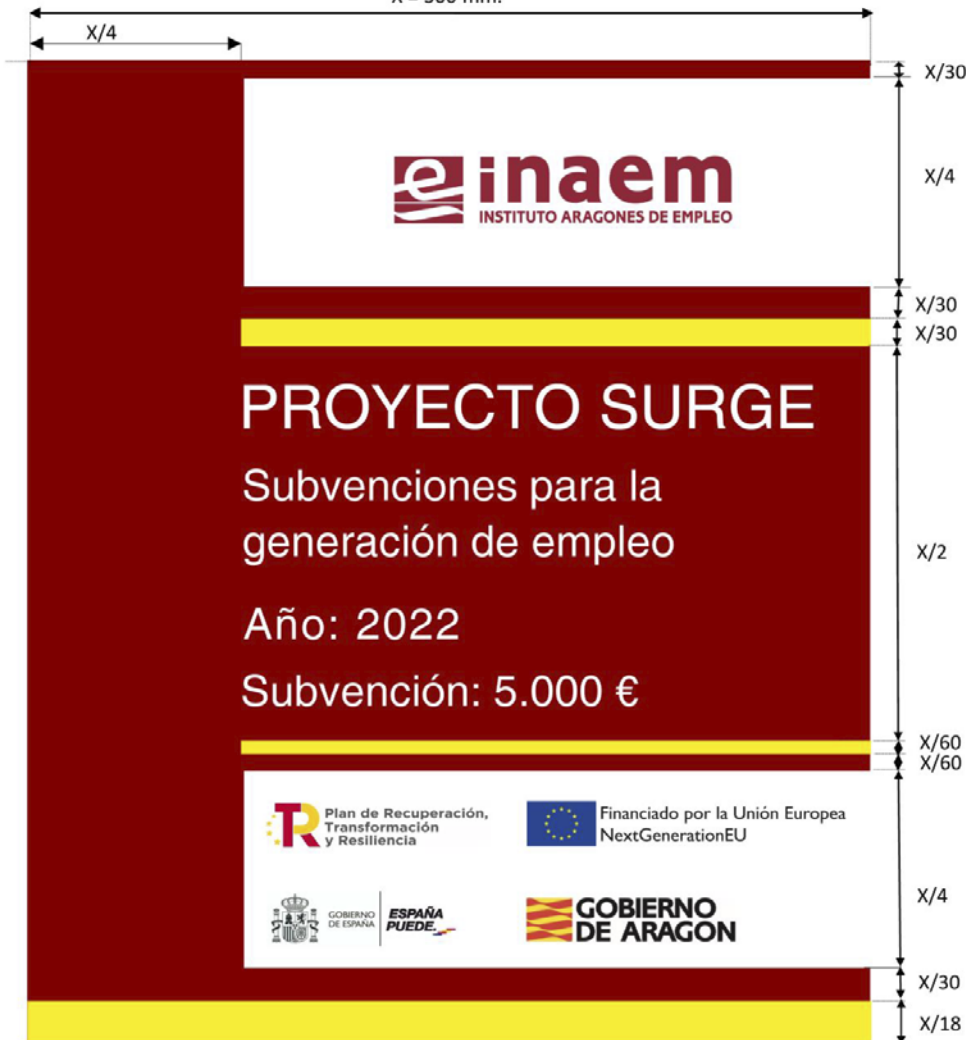 X/4
X/30
e inaem
INSTITUTO ARAGONES DE EMPLEO
X/4
X/30
X/30
PROYECTO SURGE
Subvenciones para la
generación de empleo
Año: 2022
Subvención: 5.000 €
X/2
X/60
X/60
Plan de Recuperación,
Transformación
y Resiliencia
Financiado por la Unión Europea
NextGenerationEU
GOBIERNO
DE ESPAÑA
ESPAÑA
PUEDE.
GOBIERNO
DE ARAGON
X/4
X/30
X/18